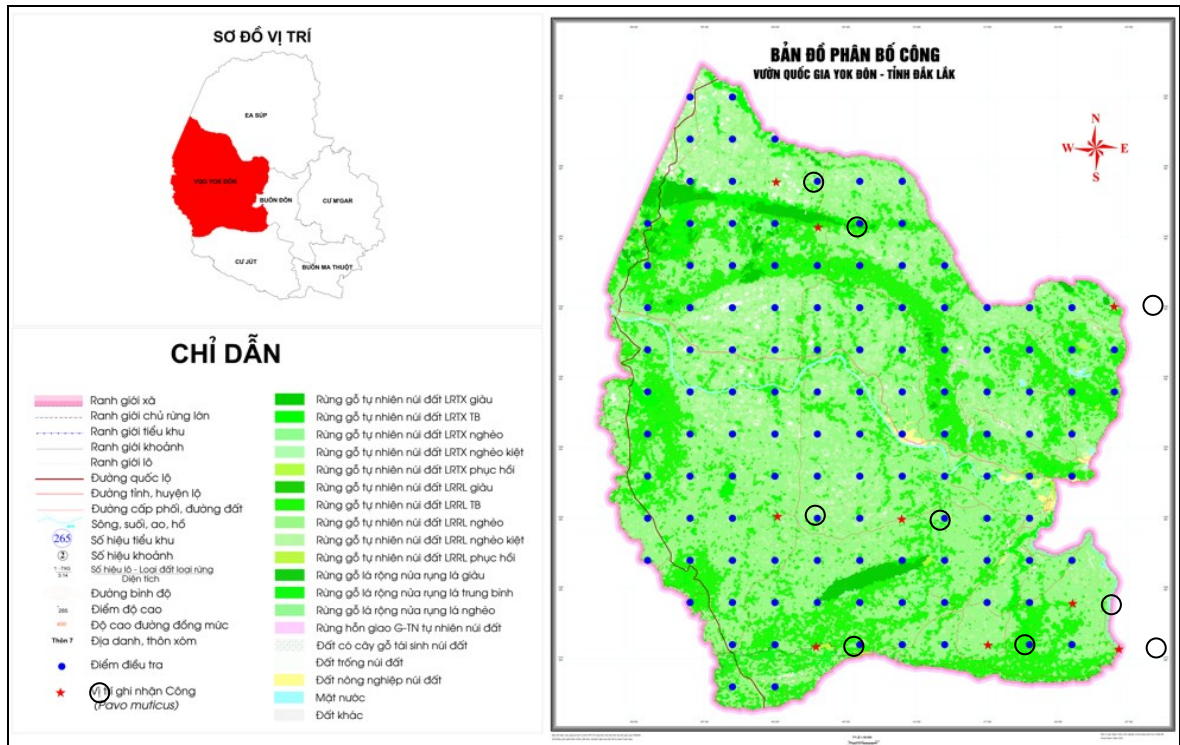 SƠ ĐỒ VỊ TRÍ
EA SÚP
VQG YOK ĐÔN
BUÔN ĐÔN
CƯ M'GAR
CƯ JÚT
BUÔN MA THUỘT
CHỈ DẪN
Ranh giới xã
Ranh giới chủ rừng lớn
Ranh giới tiểu khu
Ranh giới khoảnh
Ranh giới lô
Đường quốc lộ
Đường tỉnh, huyện lộ
Đường cấp phối, đường đất
Sông, suối, ao, hồ
265 Số hiệu tiểu khu
2 Số hiệu khoảnh
Số hiệu lô - Loại đất loại rừng
Diện tích
Đường bình độ
Điểm độ cao
Độ cao đường đồng mức
Thôn 7 Địa danh, thôn xóm
Điểm điều tra
Vị trí ghi nhận Công
(Pavo muticus)
Rừng gỗ tự nhiên núi đất LRTX giàu
Rừng gỗ tự nhiên núi đất LRTX TB
Rừng gỗ tự nhiên núi đất LRTX nghèo
Rừng gỗ tự nhiên núi đất LRTX nghèo kiệt
Rừng gỗ tự nhiên núi đất LRTX phục hồi
Rừng gỗ tự nhiên núi đất LRRL giàu
Rừng gỗ tự nhiên núi đất LRRL TB
Rừng gỗ tự nhiên núi đất LRRL nghèo
Rừng gỗ tự nhiên núi đất LRRL nghèo kiệt
Rừng gỗ tự nhiên núi đất LRRL phục hồi
Rừng gỗ lá rộng nửa rụng lá giàu
Rừng gỗ lá rộng nửa rụng lá trung bình
Rừng gỗ lá rộng nửa rụng lá nghèo
Rừng hỗn giao G-TN tự nhiên núi đất
Đất có cây gỗ tái sinh núi đất
Đất trống núi đất
Đất nông nghiệp núi đất
Mặt nước
Đất khác
BẢN ĐỒ PHÂN BỐ CÔNG
VƯỜN QUỐC GIA YOK ĐÔN - TỈNH ĐẮK LẮK
N
W E
S